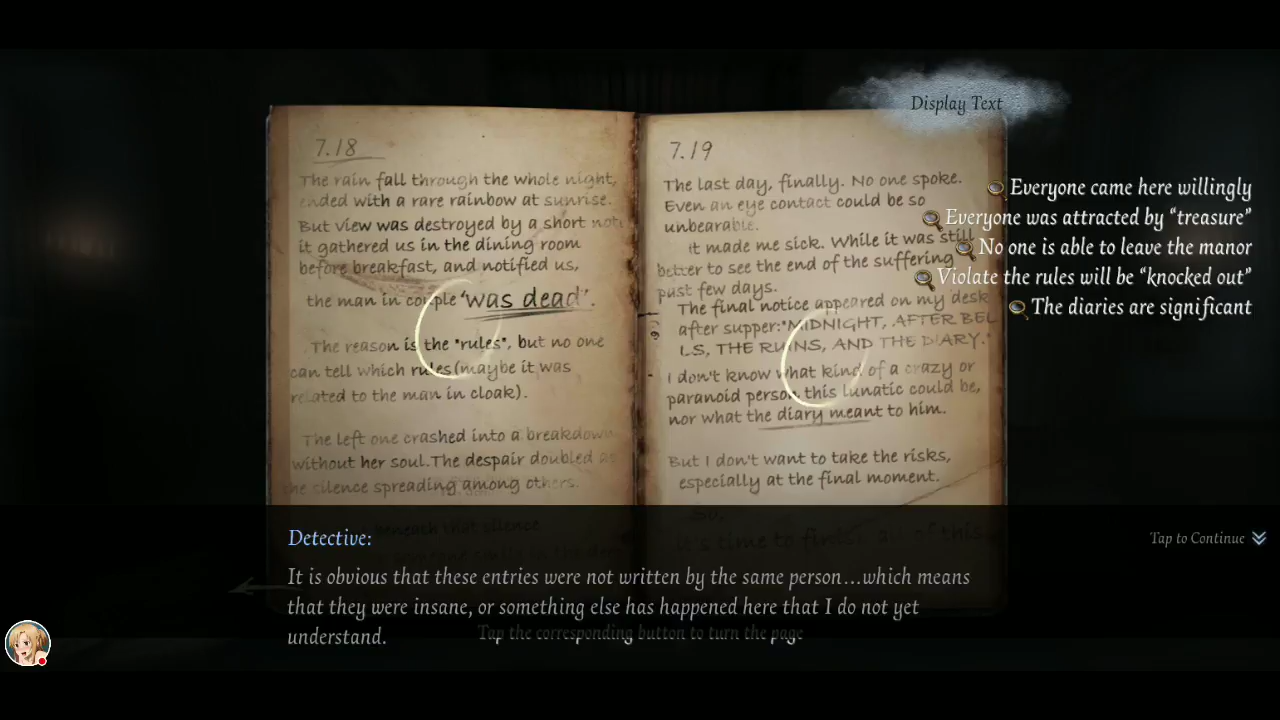 Display Text
7.18
The rain fall through the whole night,
ended with a rare rainbow at sunrise.
But view was destroyed by a short note
it gathered us in the dining room
before breakfast, and notified us,
the man in couple 'was dead'.
The reason is the "rules", but no one
can tell which rules(maybe it was
related to the man in cloak).
The left one crashed into a breakdown
without her soul.The despair doubled as
the silence spreading among others.
beneath that silence
7.19
The last day, finally. No one spoke.
Even an eye contact could be so
unbearable.
it made me sick. While it was still
better to see the end of the suffering
past few days.
The final notice appeared on my desk
after supper:"MIDNIGHT, AFTER BEL
LS, THE RUINS, AND THE DIARY."
I don't know what kind of a crazy or
paranoid person this lunatic could be,
nor what the diary meant to him.
But I don't want to take the risks,
especially at the final moment.
So,
it's time to finish all of this
Everyone came here willingly
Everyone was attracted by “treasure”
No one is able to leave the manor
Violate the rules will be “knocked out”
The diaries are significant
Detective:
Tap to Continue
It is obvious that these entries were not written by the same person...which means
that they were insane, or something else has happened here that I do not yet
understand.
Tap the corresponding button to turn the page